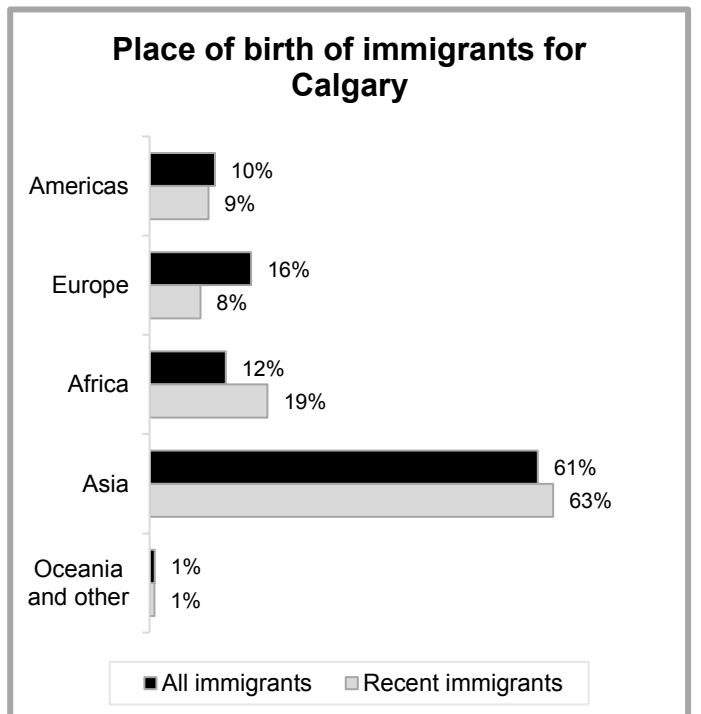 Place of birth of immigrants for
Calgary
Americas
10%
9%
Europe
16%
8%
Africa
12%
19%
Asia
61%
63%
Oceania
and other
1%
1%
All immigrants
Recent immigrants